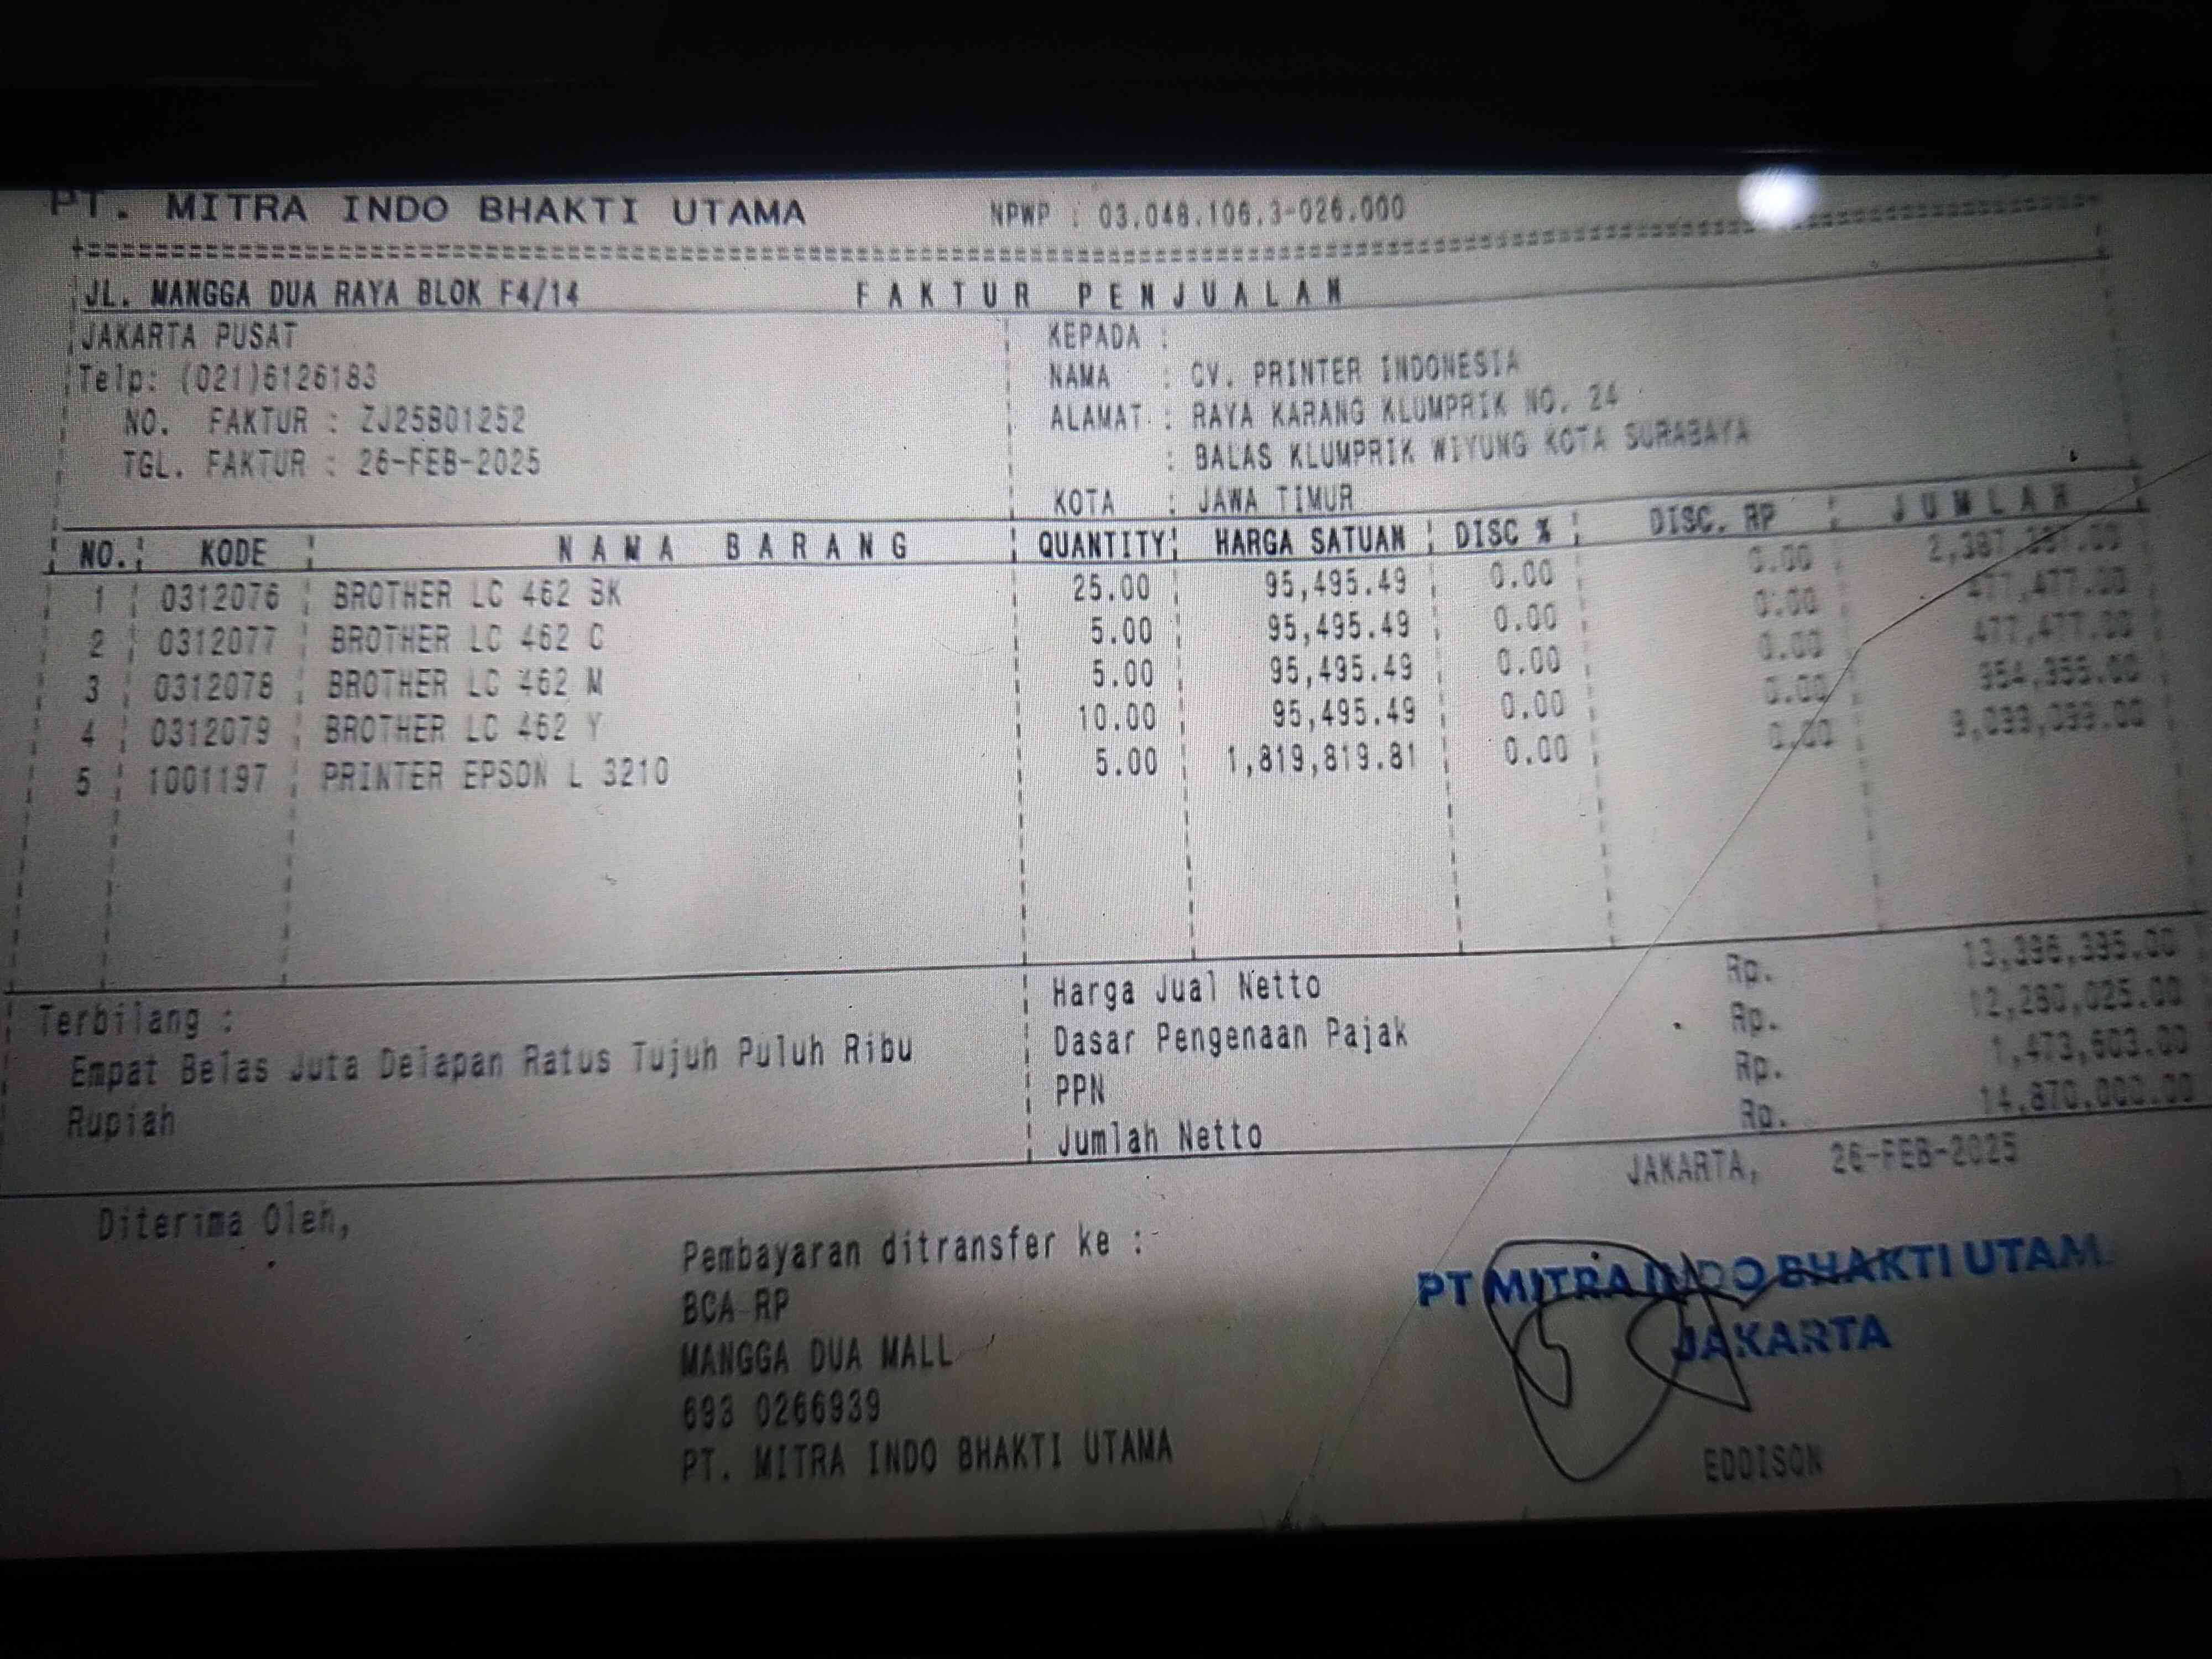 PT. MITRA INDO BHAKTI UTAMA NPWP : 03.048.106.3-026.000
JL. MANGGA DUA RAYA BLOK F4/14 FAKTUR PENJUALAN
JAKARTA PUSAT KEPADA :
Telp: (021)6126183 NAMA : CV. PRINTER INDONESIA
NO. FAKTUR : ZJ25B01252 ALAMAT : RAYA KARANG KLUMPRIK NO. 24
TGL. FAKTUR : 26-FEB-2025 : BALAS KLUMPRIK WIYUNG KOTA SURABAYA
KOTA : JAWA TIMUR
NO. KODE NAMA BARANG QUANTITY HARGA SATUAN DISC % DISC. RP JUMLAH
1 0312076 BROTHER LC 462 BK 25.00 95,495.49 0.00 0.00
2 0312077 BROTHER LC 462 C 5.00 95,495.49 0.00 0.00 477,477.00
3 0312078 BROTHER LC 462 M 5.00 95,495.49 0.00 0.00 477,477.00
4 0312079 BROTHER LC 462 Y 10.00 95,495.49 0.00 0.00 954,955.00
5 1001197 PRINTER EPSON L 3210 5.00 1,819,819.81 0.00 0.00 9,099,099.00
Harga Jual Netto Rp. 13,396,395.00
Terbilang : Dasar Pengenaan Pajak Rp. 12,280,025.00
Empat Belas Juta Delapan Ratus Tujuh Puluh Ribu PPN Rp. 1,473,603.00
Rupiah Jumlah Netto Rp. 14,870,000.00
JAKARTA, 26-FEB-2025
Diterima Oleh,
Pembayaran ditransfer ke :
BCA RP
MANGGA DUA MALL
693 0266939
PT. MITRA INDO BHAKTI UTAMA
PT MITRA INDO BHAKTI UTAM
JAKARTA
EDDISON